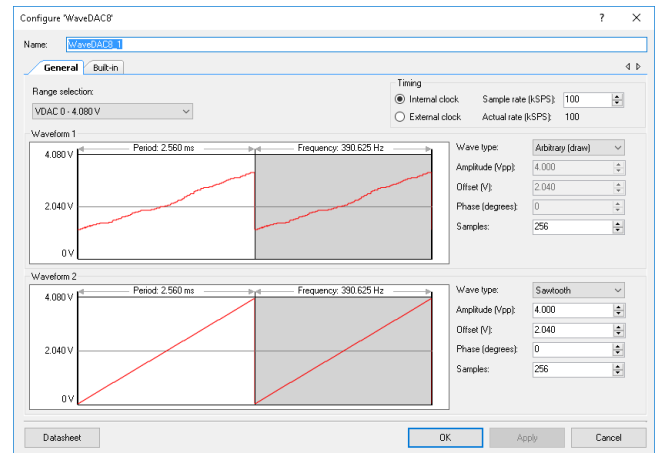 Configure 'WaveDAC8'
Name: WaveDAC8_1
General Built-in
Range selection:
VDAC 0 - 4.080 V
Timing
Internal clock Sample rate (kSPS): 100
External clock Actual rate (kSPS): 100
Waveform 1
Period: 2.560 ms Frequency: 390.625 Hz
4.080 V
2.040 V
0 V
Wave type: Arbitrary (draw)
Amplitude (Vpp): 4.000
Offset (V): 2.040
Phase (degrees): 0
Samples: 256
Waveform 2
Period: 2.560 ms Frequency: 390.625 Hz
4.080 V
2.040 V
0 V
Wave type: Sawtooth
Amplitude (Vpp): 4.000
Offset (V): 2.040
Phase (degrees): 0
Samples: 256
Datasheet OK Apply Cancel